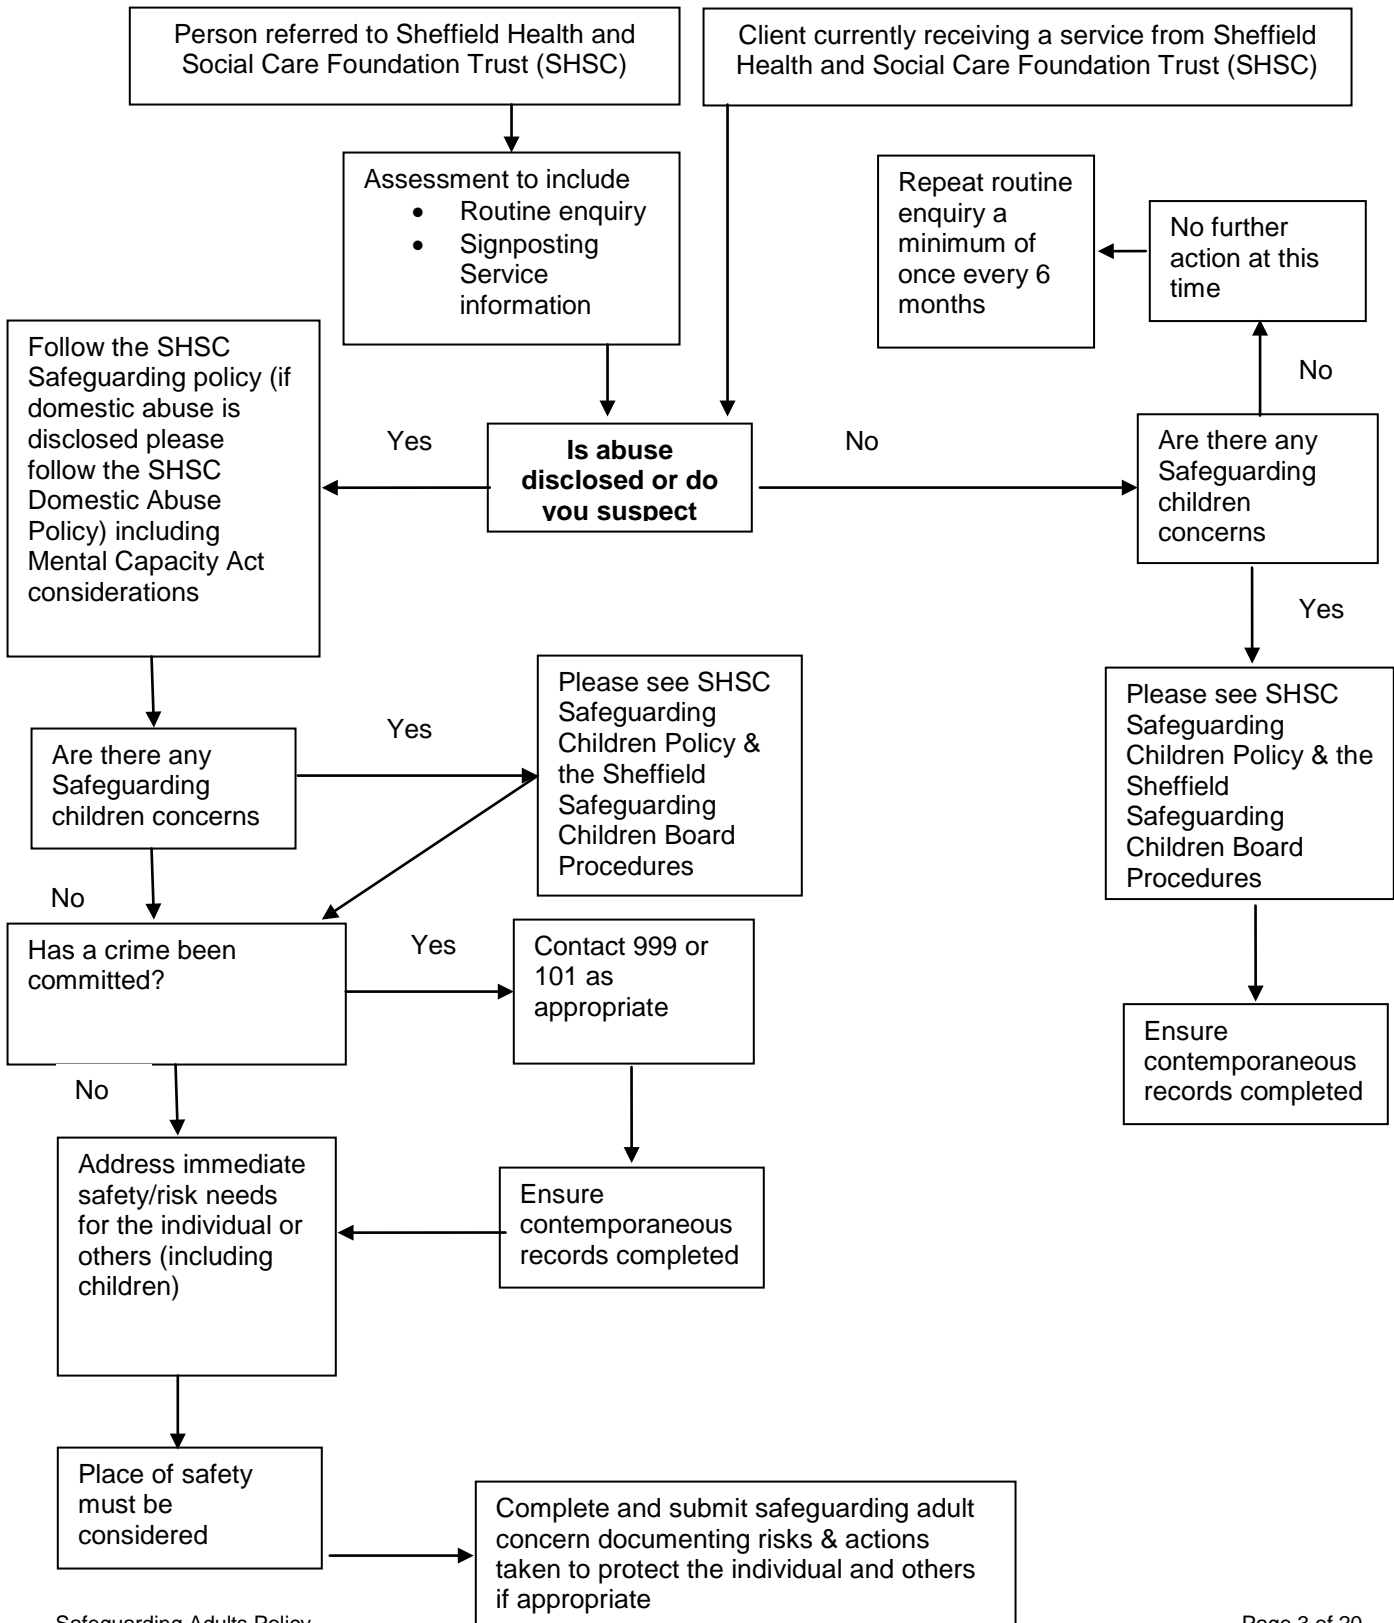 Person referred to Sheffield Health and
Social Care Foundation Trust (SHSC)
Client currently receiving a service from Sheffield
Health and Social Care Foundation Trust (SHSC)
Assessment to include
• Routine enquiry
• Signposting
Service
information
Repeat routine
enquiry a
minimum of
once every 6
months
No further
action at this
time
No
Follow the SHSC
Safeguarding policy (if
domestic abuse is
disclosed please
follow the SHSC
Domestic Abuse
Policy) including
Mental Capacity Act
considerations
Yes
Is abuse
disclosed or do
you suspect
No
Are there any
Safeguarding
children
concerns
Yes
Are there any
Safeguarding
children concerns
Yes
Please see SHSC
Safeguarding
Children Policy &
the Sheffield
Safeguarding
Children Board
Procedures
Please see SHSC
Safeguarding
Children Policy & the
Sheffield
Safeguarding
Children Board
Procedures
No
Has a crime been
committed?
Yes
Contact 999 or
101 as
appropriate
Ensure
contemporaneous
records completed
No
Address immediate
safety/risk needs
for the individual or
others (including
children)
Ensure
contemporaneous
records completed
Place of safety
must be
considered
Complete and submit safeguarding adult
concern documenting risks & actions
taken to protect the individual and others
if appropriate
Safeguarding Adults Policy
Page 3 of 20